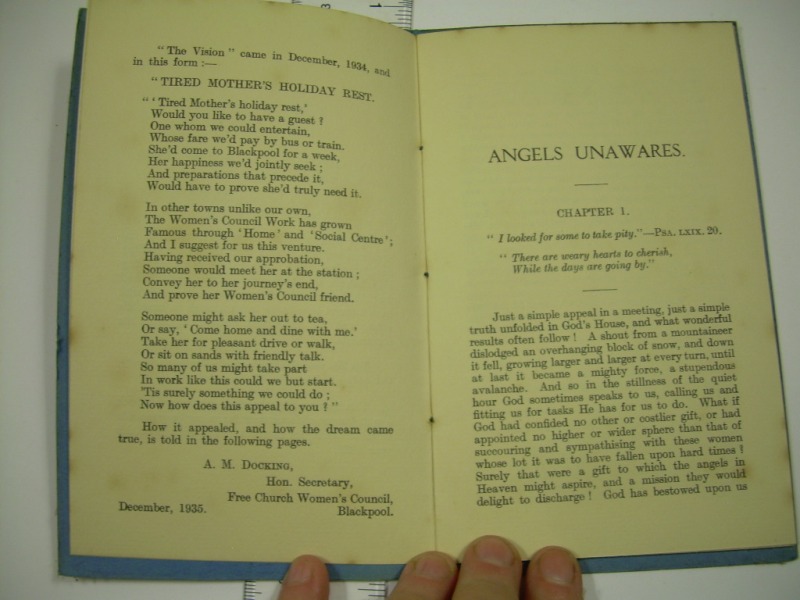 " The Vision " came in December, 1934, and
in this form :—
" TIRED MOTHER'S HOLIDAY REST.
" ' Tired Mother's holiday rest,'
Would you like to have a guest ?
One whom we could entertain,
Whose fare we'd pay by bus or train.
She'd come to Blackpool for a week,
Her happiness we'd jointly seek ;
And preparations that precede it,
Would have to prove she'd truly need it.
In other towns unlike our own,
The Women's Council Work has grown
Famous through ' Home ' and ' Social Centre ' ;
And I suggest for us this venture.
Having received our approbation,
Someone would meet her at the station ;
Convey her to her journey's end,
And prove her Women's Council friend.
Someone might ask her out to tea,
Or say, ' Come home and dine with me.'
Take her for pleasant drive or walk,
Or sit on sands with friendly talk.
So many of us might take part
In work like this could we but start.
'Tis surely something we could do ;
Now how does this appeal to you ? "
How it appealed, and how the dream came
true, is told in the following pages.
A. M. Docking,
Hon. Secretary,
Free Church Women's Council,
December, 1935. Blackpool.
ANGELS UNAWARES.
CHAPTER 1.
" I looked for some to take pity."—Psa. lxix. 20.
" There are weary hearts to cherish,
While the days are going by."
Just a simple appeal in a meeting, just a simple
truth unfolded in God's House, and what wonderful
results often follow ! A shout from a mountaineer
dislodged an overhanging block of snow, and down
it fell, growing larger and larger at every turn, until
at last it became a mighty force, a stupendous
avalanche. And so in the stillness of the quiet
hour God sometimes speaks to us, calling us and
fitting us for tasks He has for us to do. What if
God had confided no other or costlier gift, or had
appointed no higher or wider sphere than that of
succouring and sympathising with these women
whose lot it was to have fallen upon hard times ?
Surely that were a gift to which the angels in
Heaven might aspire, and a mission they would
delight to discharge ! God has bestowed upon us